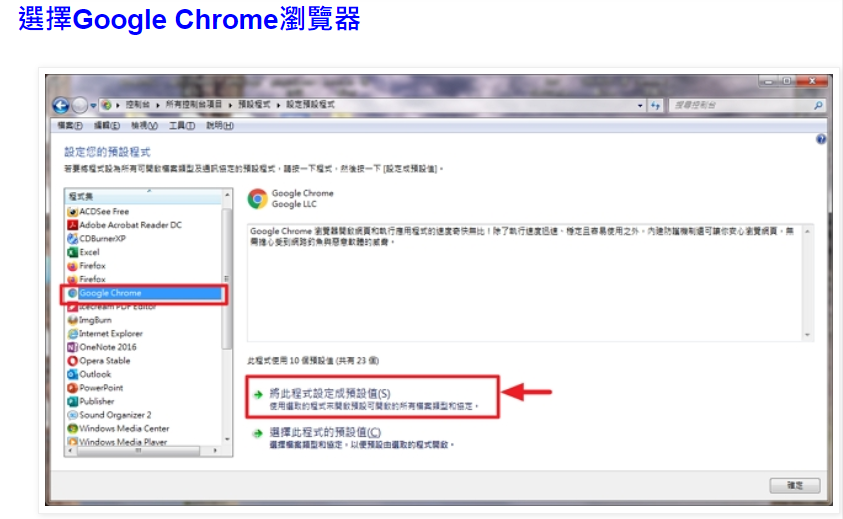 選擇Google Chrome瀏覽器
控制台 ▸ 所有控制台項目 ▸ 預設程式 ▸ 設定預設程式
搜尋控制台
檔案(F) 編輯(E) 檢視(V) 工具(T) 說明(H)
設定您的預設程式
若要將程式設為所有可開啟檔案類型及通訊協定的預設程式，請按一下程式，然後按一下 [設定成預設值]。
程式集
ACDSee Free
Adobe Acrobat Reader DC
CDBurnerXP
Excel
Firefox
Firefox
Google Chrome
Icecream PDF Editor
ImgBurn
Internet Explorer
OneNote 2016
Opera Stable
Outlook
PowerPoint
Publisher
Sound Organizer 2
Windows Media Center
Windows Media Player
Google Chrome
Google LLC
Google Chrome 瀏覽器開啟網頁和執行應用程式的速度奇快無比！除了執行速度迅速、穩定且容易使用之外，內建防護機制還可讓你安心瀏覽網頁，無
需擔心受到網路釣魚與惡意軟體的威脅。
此程式使用 10 個預設值 (共有 23 個)
將此程式設定成預設值(S)
使用選取的程式來開啟預設可開啟的所有檔案類型和協定。
選擇此程式的預設值(C)
選擇檔案類型和協定，以便預設由選取的程式開啟。
確定